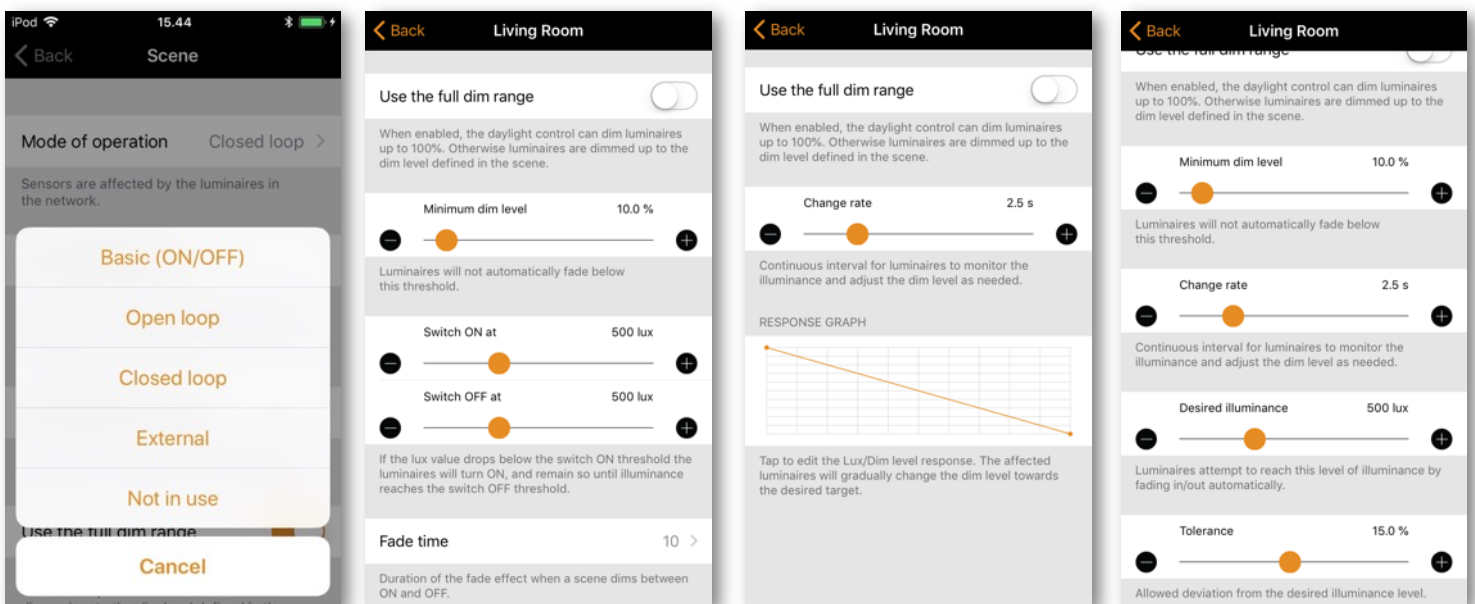 iPod 15.44
Back Scene
Mode of operation Closed loop
Sensors are affected by the luminaires in
the network.
Basic (ON/OFF)
Open loop
Closed loop
External
Not in use
Use the full dim range
Cancel
Back Living Room
Use the full dim range
When enabled, the daylight control can dim luminaires
up to 100%. Otherwise luminaires are dimmed up to the
dim level defined in the scene.
Minimum dim level 10.0 %
Luminaires will not automatically fade below
this threshold.
Switch ON at 500 lux
Switch OFF at 500 lux
If the lux value drops below the switch ON threshold the
luminaires will turn ON, and remain so until illuminance
reaches the switch OFF threshold.
Fade time 10
Duration of the fade effect when a scene dims between
ON and OFF.
Back Living Room
Use the full dim range
When enabled, the daylight control can dim luminaires
up to 100%. Otherwise luminaires are dimmed up to the
dim level defined in the scene.
Change rate 2.5 s
Continuous interval for luminaires to monitor the
illuminance and adjust the dim level as needed.
RESPONSE GRAPH
Tap to edit the Lux/Dim level response. The affected
luminaires will gradually change the dim level towards
the desired target.
Back Living Room
Use the full dim range
When enabled, the daylight control can dim luminaires
up to 100%. Otherwise luminaires are dimmed up to the
dim level defined in the scene.
Minimum dim level 10.0 %
Luminaires will not automatically fade below
this threshold.
Change rate 2.5 s
Continuous interval for luminaires to monitor the
illuminance and adjust the dim level as needed.
Desired illuminance 500 lux
Luminaires attempt to reach this level of illuminance by
fading in/out automatically.
Tolerance 15.0 %
Allowed deviation from the desired illuminance level.